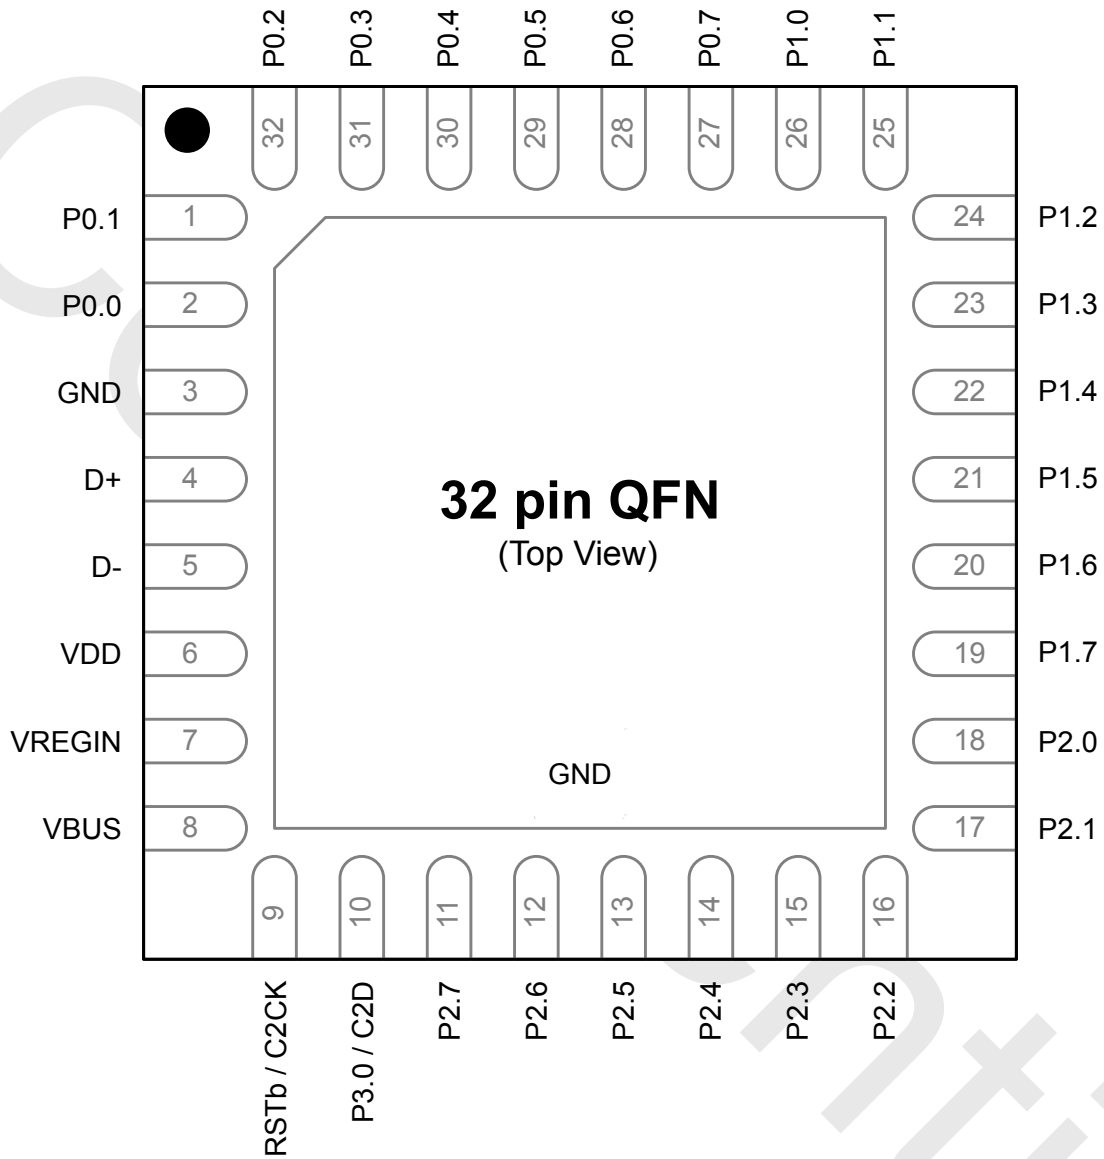 P0.2
P0.3
P0.4
P0.5
P0.6
P0.7
P1.0
P1.1
32
31
30
29
28
27
26
25
P0.1 1
24 P1.2
P0.0 2
23 P1.3
GND 3
22 P1.4
D+ 4
21 P1.5
32 pin QFN
(Top View)
D- 5
20 P1.6
VDD 6
19 P1.7
VREGIN 7
18 P2.0
GND
VBUS 8
17 P2.1
9
10
11
12
13
14
15
16
RSTb / C2CK
P3.0 / C2D
P2.7
P2.6
P2.5
P2.4
P2.3
P2.2